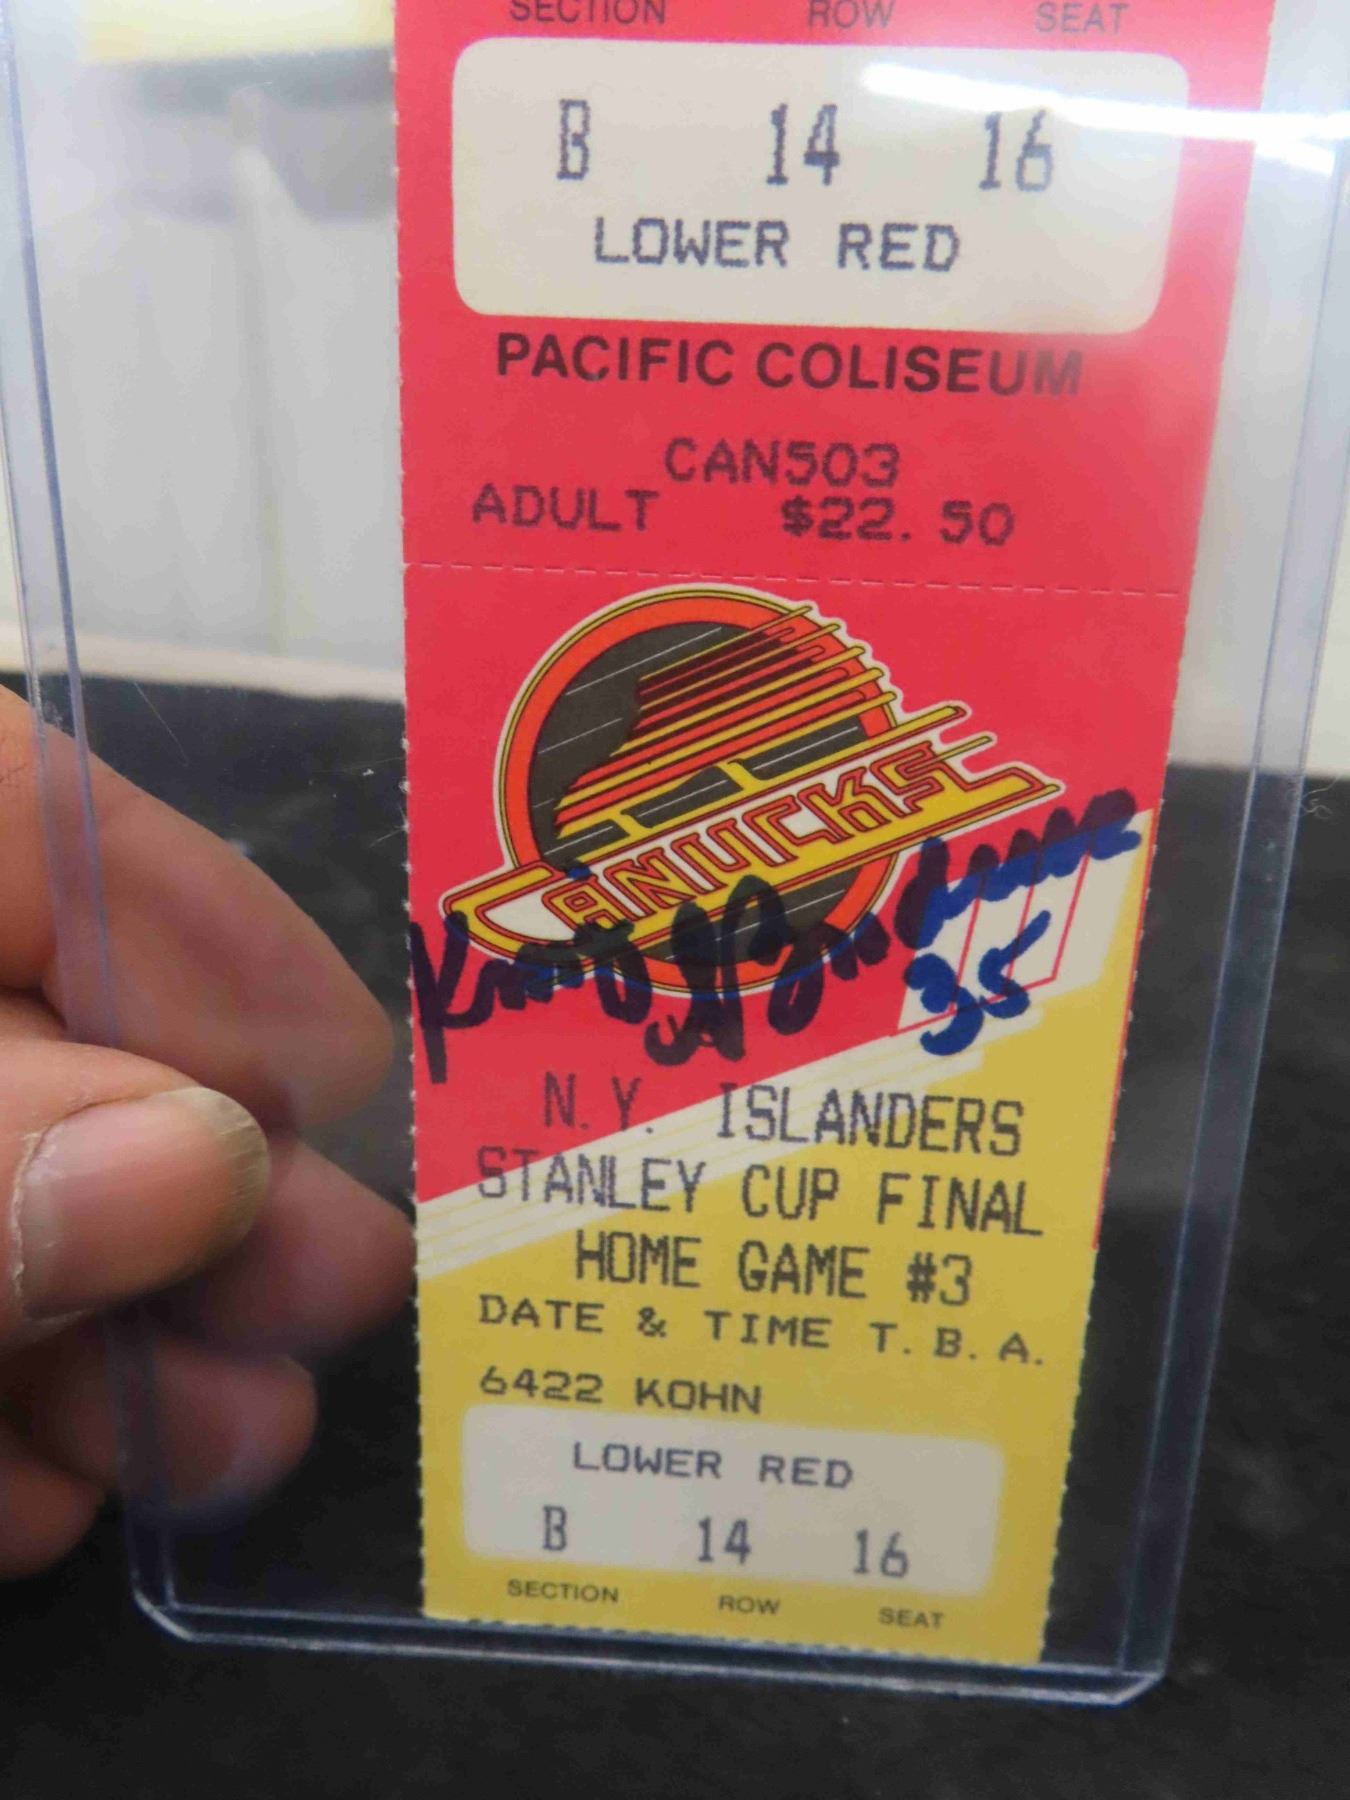 SECTION ROW SEAT
B 14 16
LOWER RED
PACIFIC COLISEUM
CAN503
ADULT $22.50
CANUCKS
35
N.Y. ISLANDERS
STANLEY CUP FINAL
HOME GAME #3
DATE & TIME T.B.A.
6422 KOHN
LOWER RED
B 14 16
SECTION ROW SEAT